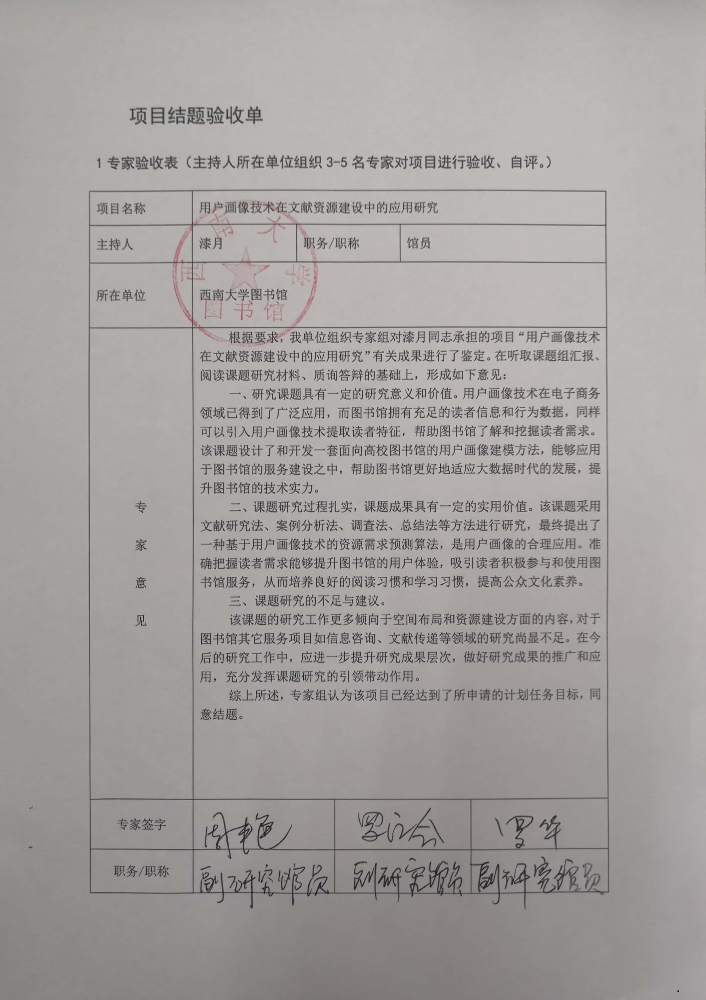 项目结题验收单
1 专家验收表（主持人所在单位组织 3-5 名专家对项目进行验收、自评。）
项目名称 用户画像技术在文献资源建设中的应用研究
主持人 漆月 职务/职称 馆员
所在单位 西南大学图书馆
西南大学
图书馆
专家意见
根据要求，我单位组织专家组对漆月同志承担的项目“用户画像技术
在文献资源建设中的应用研究”有关成果进行了鉴定。在听取课题组汇报、
阅读课题研究材料、质询答辩的基础上，形成如下意见：
一、研究课题具有一定的研究意义和价值。用户画像技术在电子商务
领域已得到了广泛应用，而图书馆拥有充足的读者信息和行为数据，同样
可以引入用户画像技术提取读者特征，帮助图书馆了解和挖掘读者需求。
该课题设计了和开发一套面向高校图书馆的用户画像建模方法，能够应用
于图书馆的服务建设之中，帮助图书馆更好地适应大数据时代的发展，提
升图书馆的技术实力。
二、课题研究过程扎实，课题成果具有一定的实用价值。该课题采用
文献研究法、案例分析法、调查法、总结法等方法进行研究，最终提出了
一种基于用户画像技术的资源需求预测算法，是用户画像的合理应用。准
确把握读者需求能够提升图书馆的用户体验，吸引读者积极参与和使用图
书馆服务，从而培养良好的阅读习惯和学习习惯，提高公众文化素养。
三、课题研究的不足与建议。
该课题的研究工作更多倾向于空间布局和资源建设方面的内容，对于
图书馆其它服务项目如信息咨询、文献传递等领域的研究尚显不足。在今
后的研究工作中，应进一步提升研究成果层次，做好研究成果的推广和应
用，充分发挥课题研究的引领带动作用。
综上所述，专家组认为该项目已经达到了所申请的计划任务目标，同
意结题。
专家签字
职务/职称 副研究馆员 副研究馆员 副研究馆员